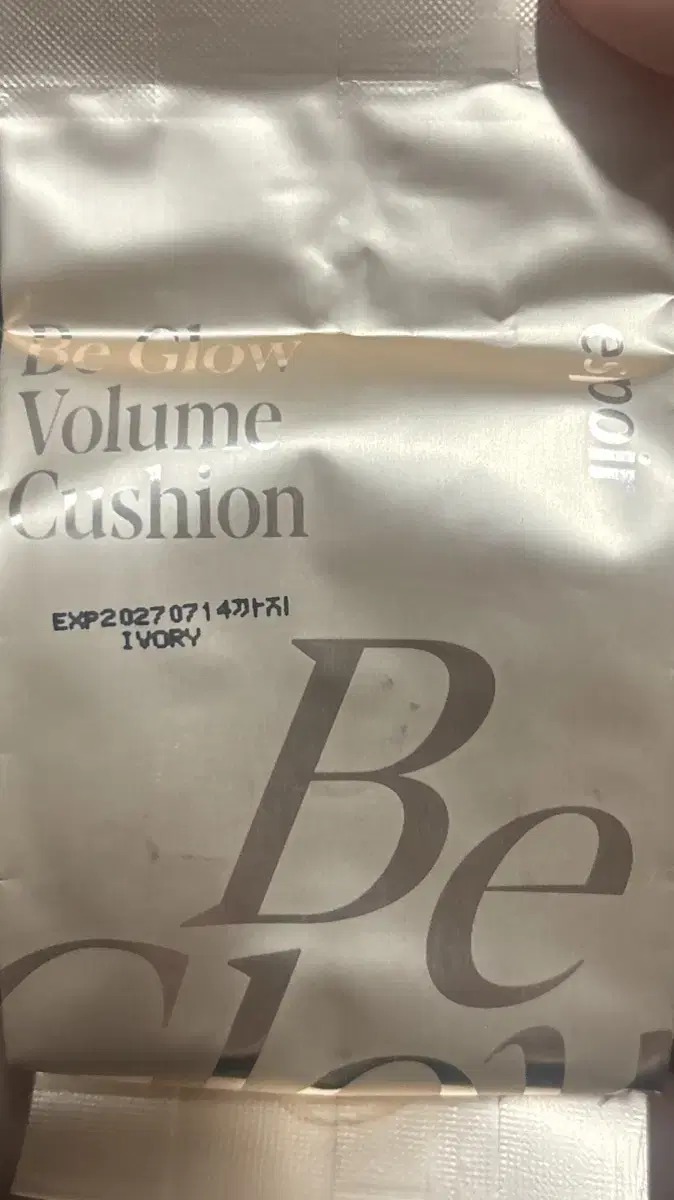 Be Glow
Volume
Cushion
espoir
EXP20270714까지
IVORY
Be
Glow